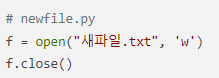 # newfile.py
f = open("새파일.txt", 'w')
f.close()